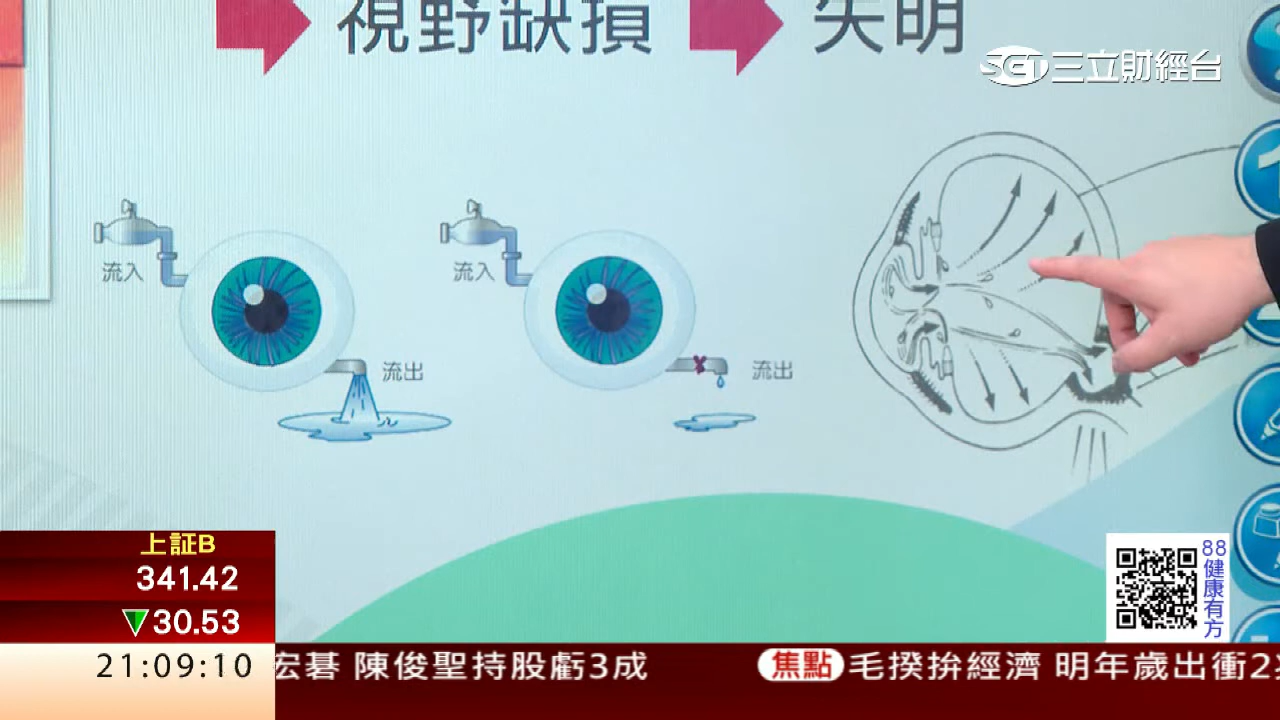 視野缺損
失明
SET三立財經台
流入
流出
流入
流出
上証B
341.42
▼30.53
21:09:10
宏碁 陳俊聖持股虧3成
焦點 毛揆拚經濟 明年歲出衝2
88健康有方